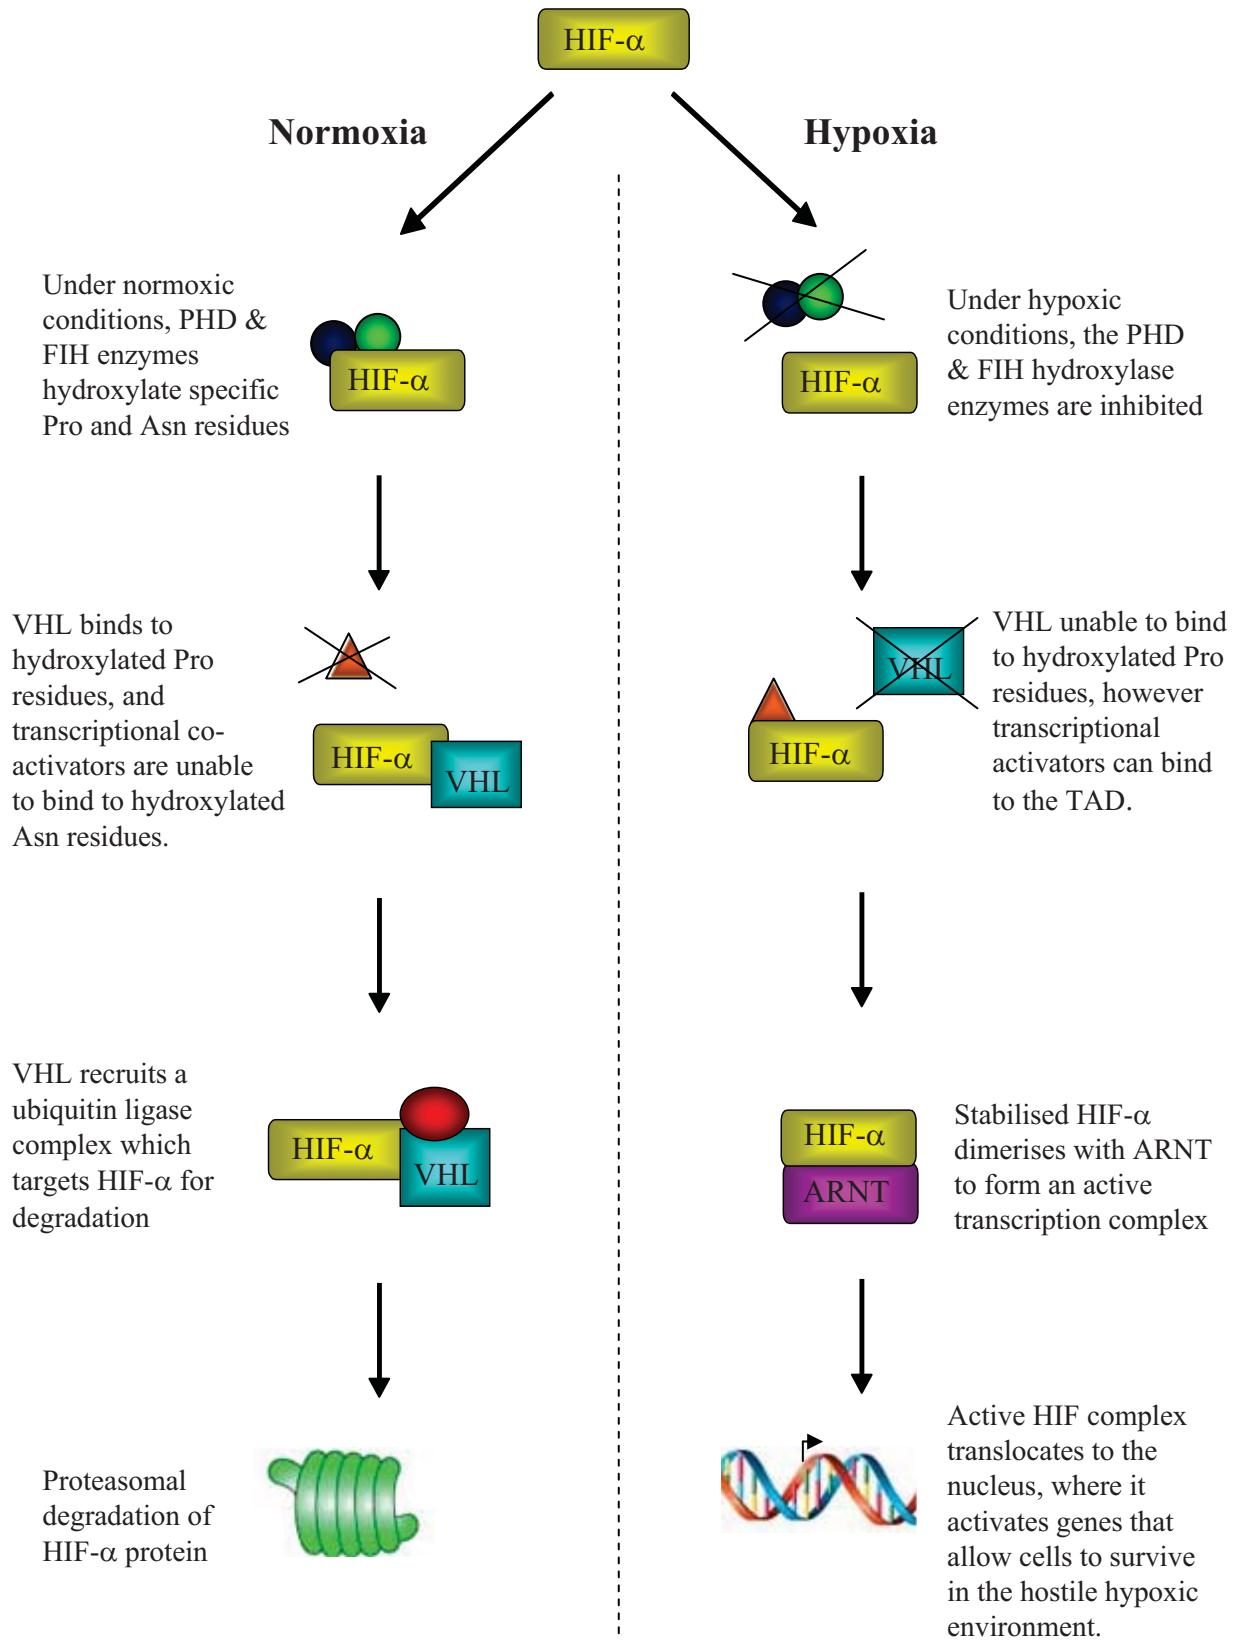 HIF-α
Normoxia
Hypoxia
Under normoxic
conditions, PHD &
FIH enzymes
hydroxylate specific
Pro and Asn residues
HIF-α
HIF-α
Under hypoxic
conditions, the PHD
& FIH hydroxylase
enzymes are inhibited
VHL binds to
hydroxylated Pro
residues, and
transcriptional co-
activators are unable
to bind to hydroxylated
Asn residues.
HIF-α
VHL
VHL
HIF-α
VHL unable to bind
to hydroxylated Pro
residues, however
transcriptional
activators can bind
to the TAD.
VHL recruits a
ubiquitin ligase
complex which
targets HIF-α for
degradation
HIF-α
VHL
HIF-α
ARNT
Stabilised HIF-α
dimerises with ARNT
to form an active
transcription complex
Proteasomal
degradation of
HIF-α protein
Active HIF complex
translocates to the
nucleus, where it
activates genes that
allow cells to survive
in the hostile hypoxic
environment.